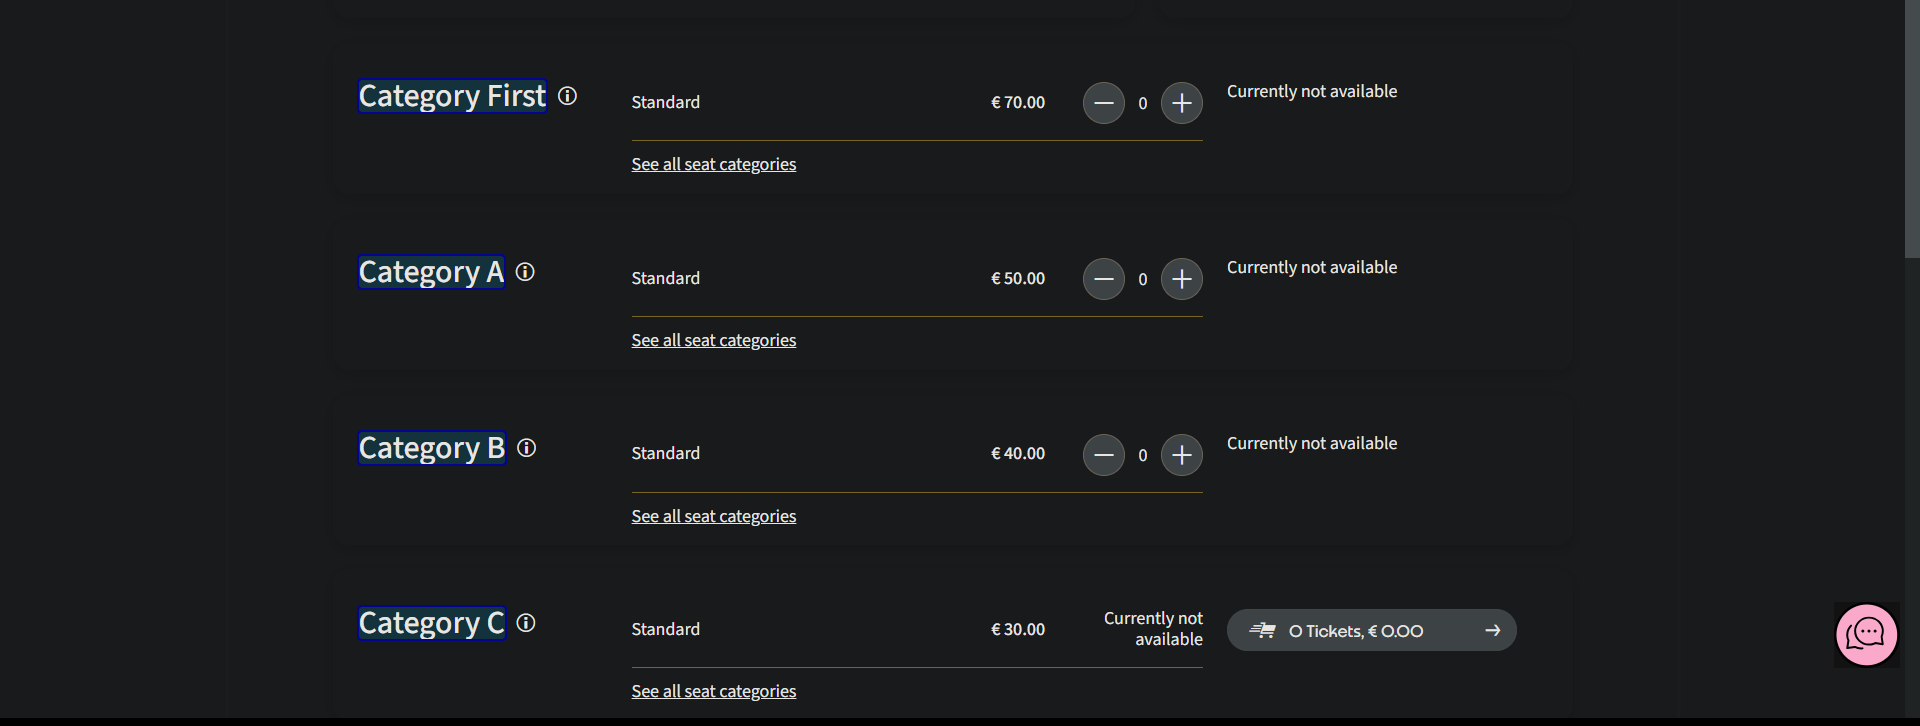 Category First
Standard € 70.00 0 Currently not available
See all seat categories
Category A
Standard € 50.00 0 Currently not available
See all seat categories
Category B
Standard € 40.00 0 Currently not available
See all seat categories
Category C
Standard € 30.00 Currently not
available
0 Tickets, € 0.00
See all seat categories